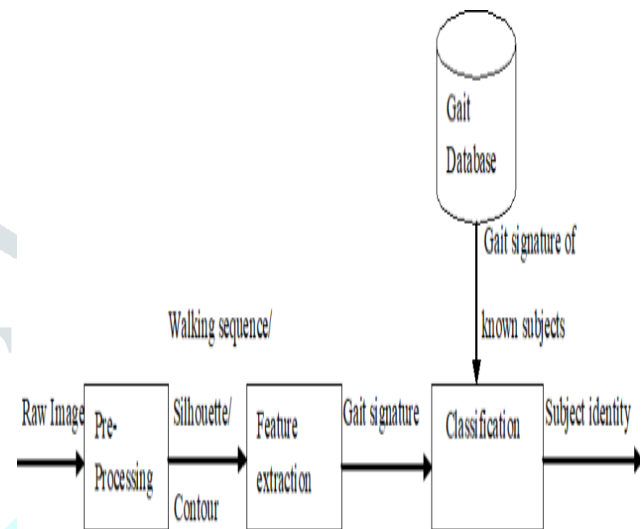 Gait
Database
Gait signature of
known subjects
Walking sequence/
Raw Image
Pre-
Processing
Silhouette/
Contour
Feature
extraction
Gait signature
Classification
Subject identity